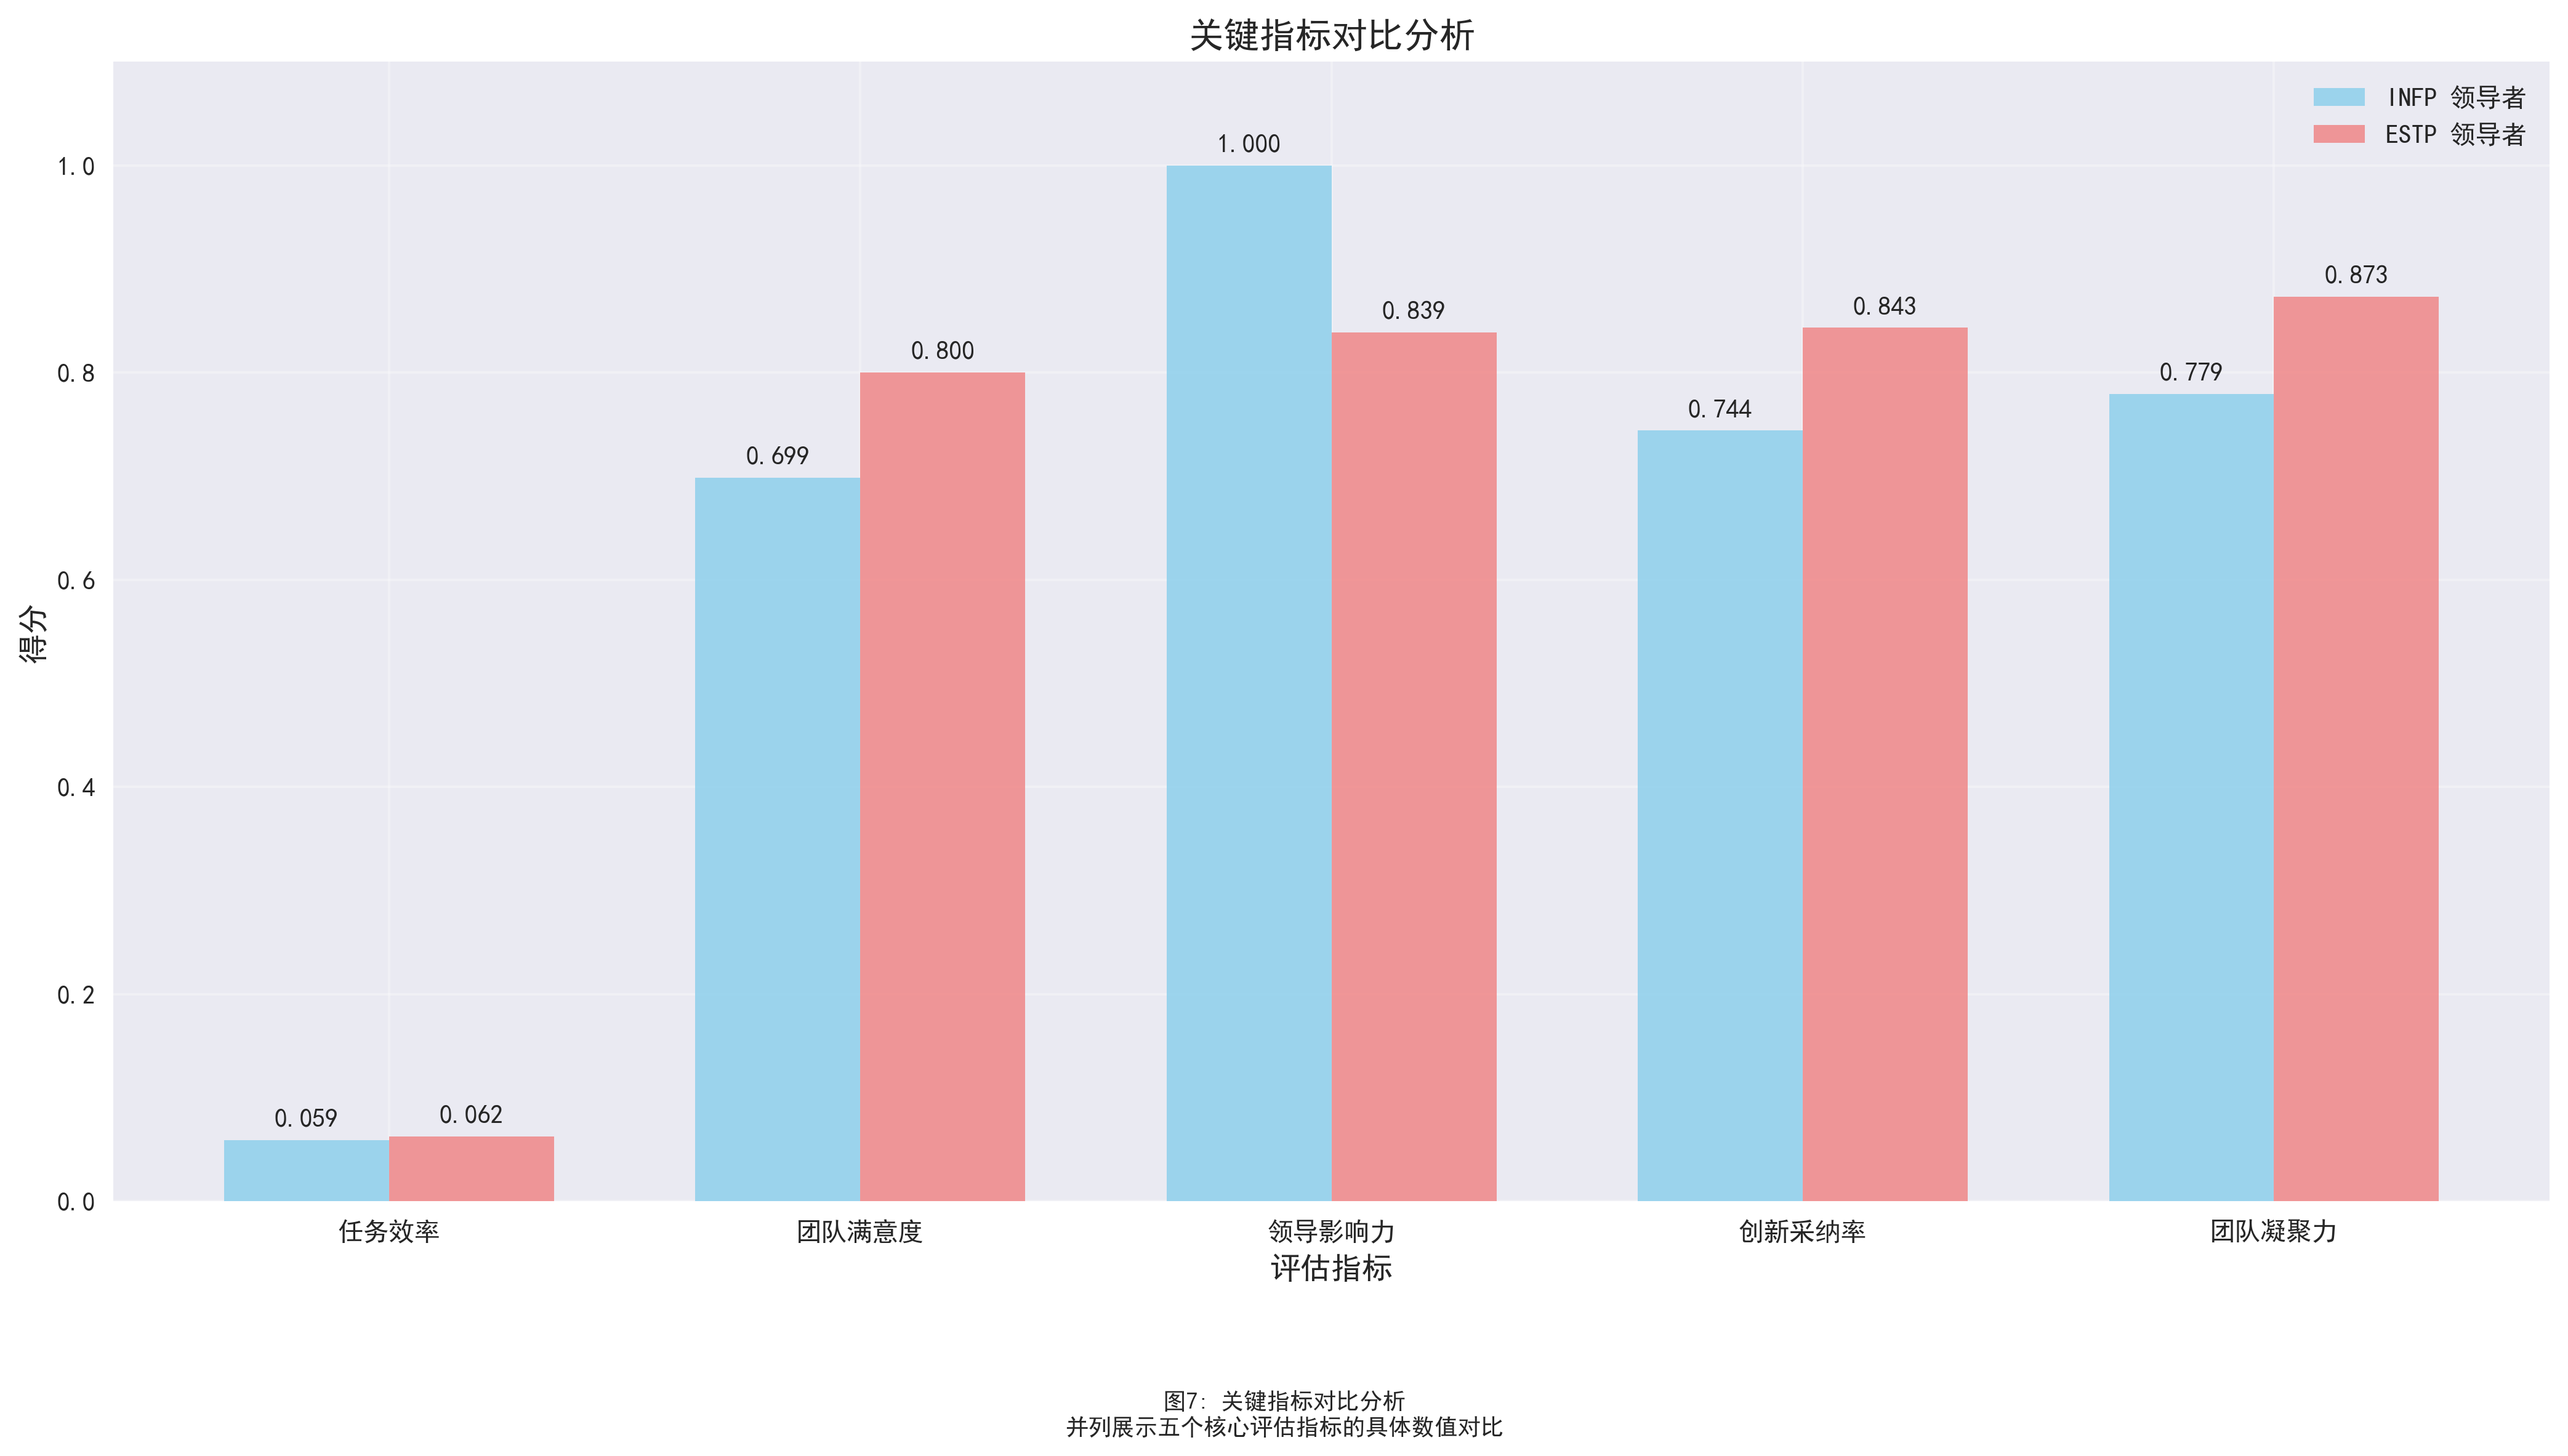 关键指标对比分析
INFP 领导者
ESTP 领导者
1.000
0.873
0.843
0.839
0.800
0.779
0.744
0.699
0.062
0.059
1.0
0.8
0.6
0.4
0.2
0.0
得分
任务效率
团队满意度
领导影响力
创新采纳率
团队凝聚力
评估指标
图7: 关键指标对比分析
并列展示五个核心评估指标的具体数值对比